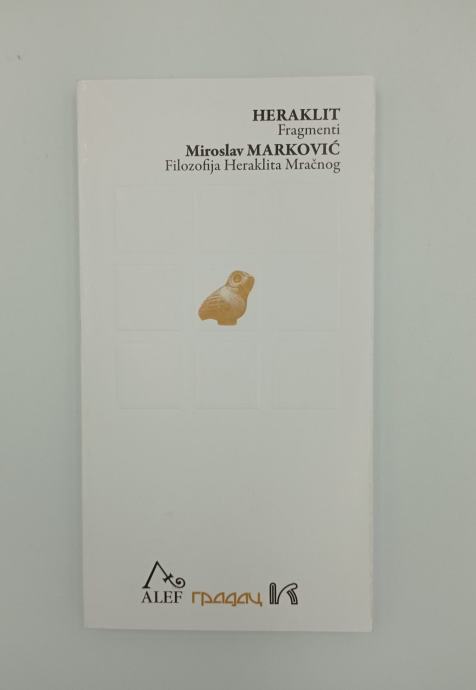 HERAKLIT
Fragmenti
Miroslav MARKOVIĆ
Filozofija Heraklita Mračnog
ALEF градац K